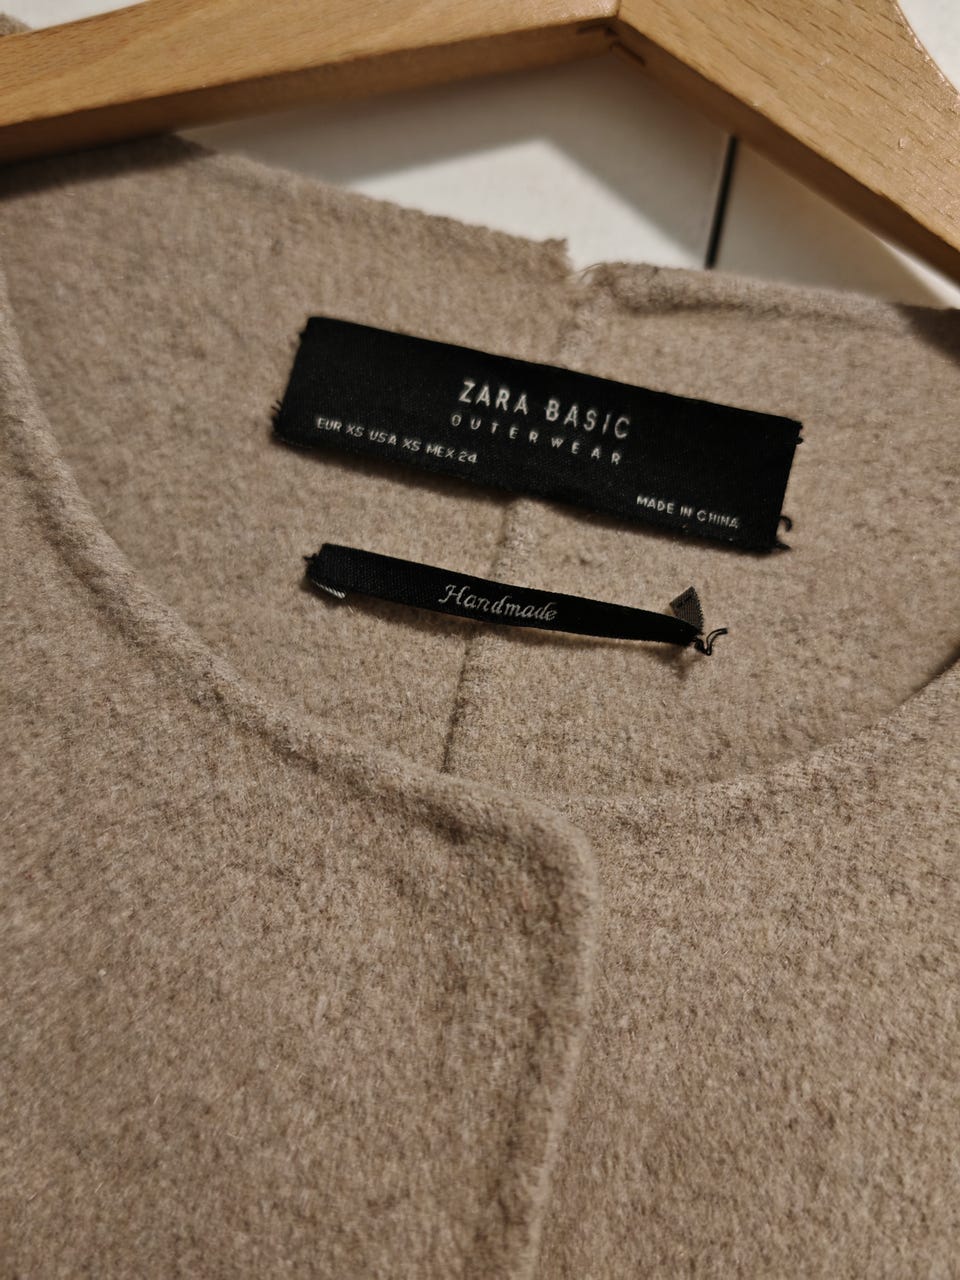 ZARA BASIC
OUTERWEAR
EUR XS USA XS MEX 24
MADE IN CHINA
Handmade